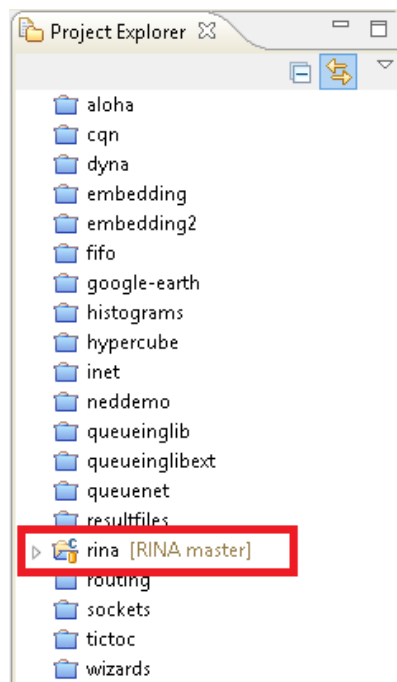 Project Explorer
aloha
cqn
dyna
embedding
embedding2
fifo
google-earth
histograms
hypercube
inet
neddemo
queueinglib
queueinglibext
queuenet
resultfiles
rina [RINA master]
routing
sockets
tictoc
wizards